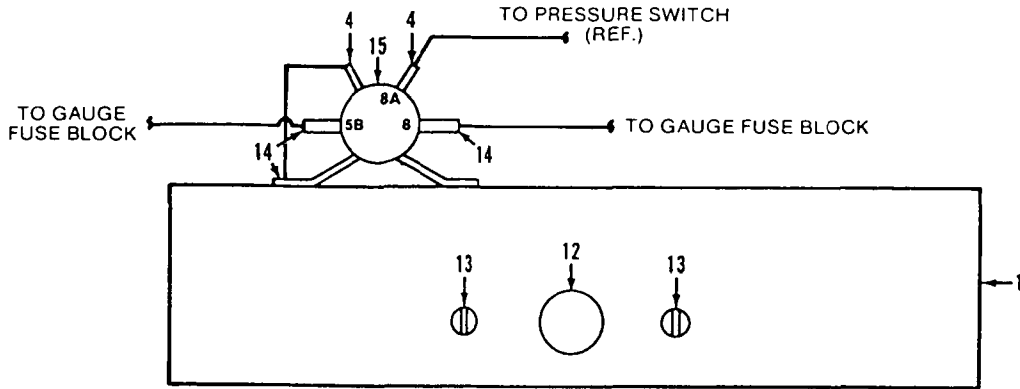 TO PRESSURE SWITCH
(REF.)
4
4
15
8A
TO GAUGE
FUSE BLOCK
5B
8
TO GAUGE FUSE BLOCK
14
14
13
12
13
1